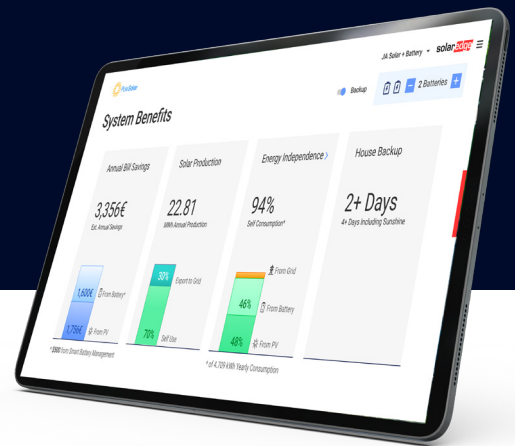 PolySolar
JA Solar + Battery
solaredge
Backup
2 Batteries
System Benefits
Annual Bill Savings
3,356€
Est. Annual Savings
1,600€
From Battery*
1,756€
From PV
* $500 from Smart Battery Management
Solar Production
22.81
MWh Annual Production
30%
Export to Grid
70%
Self Use
Energy Independence >
94%
Self Consumption*
From Grid
46%
From Battery
48%
From PV
* of 4,709 kWh Yearly Consumption
House Backup
2+ Days
4+ Days Including Sunshine